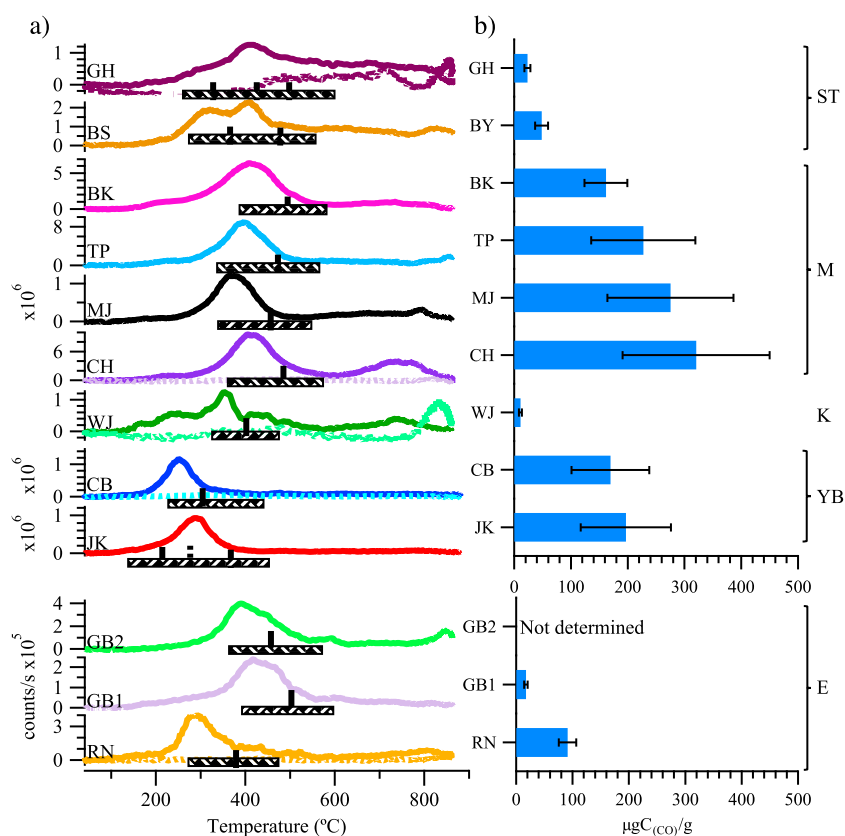 a)
1
0
GH
2
1
0
BS
5
0
BK
8
0
TP
x10⁶
1
0
MJ
6
0
CH
1
0
WJ
x10⁶
1
0
CB
x10⁶
1
0
JK
counts/s x10⁵
4
2
0
GB2
2
1
0
GB1
3
0
RN
200 400 600 800
Temperature (ºC)
b)
GH
BY
ST
BK
TP
MJ
CH
M
WJ
K
CB
JK
YB
0 100 200 300 400 500
GB2 Not determined
GB1
RN
E
0 100 200 300 400 500
µgC(CO)/g